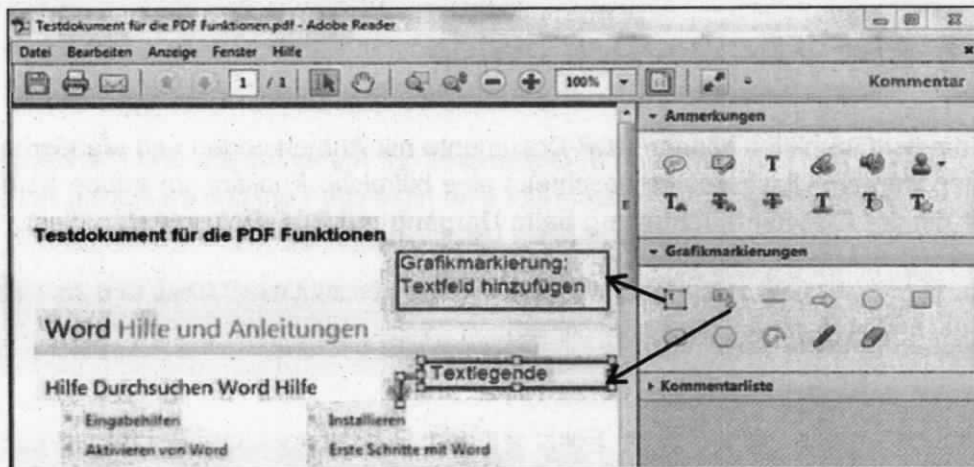 Testdokument für die PDF Funktionen.pdf - Adobe Reader
Datei Bearbeiten Anzeige Fenster Hilfe
1 / 1 100% Kommentar
Anmerkungen
Testdokument für die PDF Funktionen
Grafikmarkierungen
Grafikmarkierung:
Textfeld hinzufügen
Word Hilfe und Anleitungen
Textlegende
Hilfe Durchsuchen Word Hilfe
Kommentarliste
Eingabehilfen Installieren
Aktivieren von Word Erste Schritte mit Word